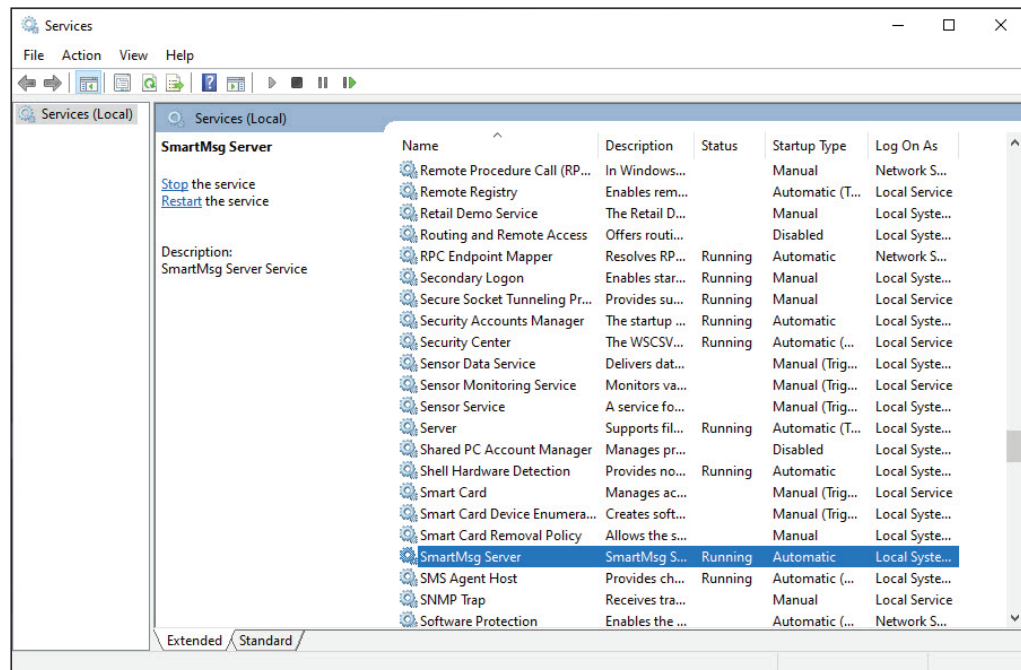 Services
File Action View Help
Services (Local)
Services (Local)
SmartMsg Server
Stop the service
Restart the service
Description:
SmartMsg Server Service
Name Description Status Startup Type Log On As
Remote Procedure Call (RP... In Windows... Manual Network S...
Remote Registry Enables rem... Automatic (T... Local Service
Retail Demo Service The Retail D... Manual Local Syste...
Routing and Remote Access Offers routi... Disabled Local Syste...
RPC Endpoint Mapper Resolves RP... Running Automatic Network S...
Secondary Logon Enables star... Running Manual Local Syste...
Secure Socket Tunneling Pr... Provides su... Running Manual Local Service
Security Accounts Manager The startup ... Running Automatic Local Syste...
Security Center The WSCSV... Running Automatic (... Local Service
Sensor Data Service Delivers dat... Manual (Trig... Local Syste...
Sensor Monitoring Service Monitors va... Manual (Trig... Local Service
Sensor Service A service fo... Manual (Trig... Local Syste...
Server Supports fil... Running Automatic (T... Local Syste...
Shared PC Account Manager Manages pr... Disabled Local Syste...
Shell Hardware Detection Provides no... Running Automatic Local Syste...
Smart Card Manages ac... Manual (Trig... Local Service
Smart Card Device Enumera... Creates soft... Manual (Trig... Local Syste...
Smart Card Removal Policy Allows the s... Manual Local Syste...
SmartMsg Server SmartMsg S... Running Automatic Local Syste...
SMS Agent Host Provides ch... Running Automatic (... Local Syste...
SNMP Trap Receives tra... Manual Local Service
Software Protection Enables the ... Automatic (... Network S...
Extended Standard